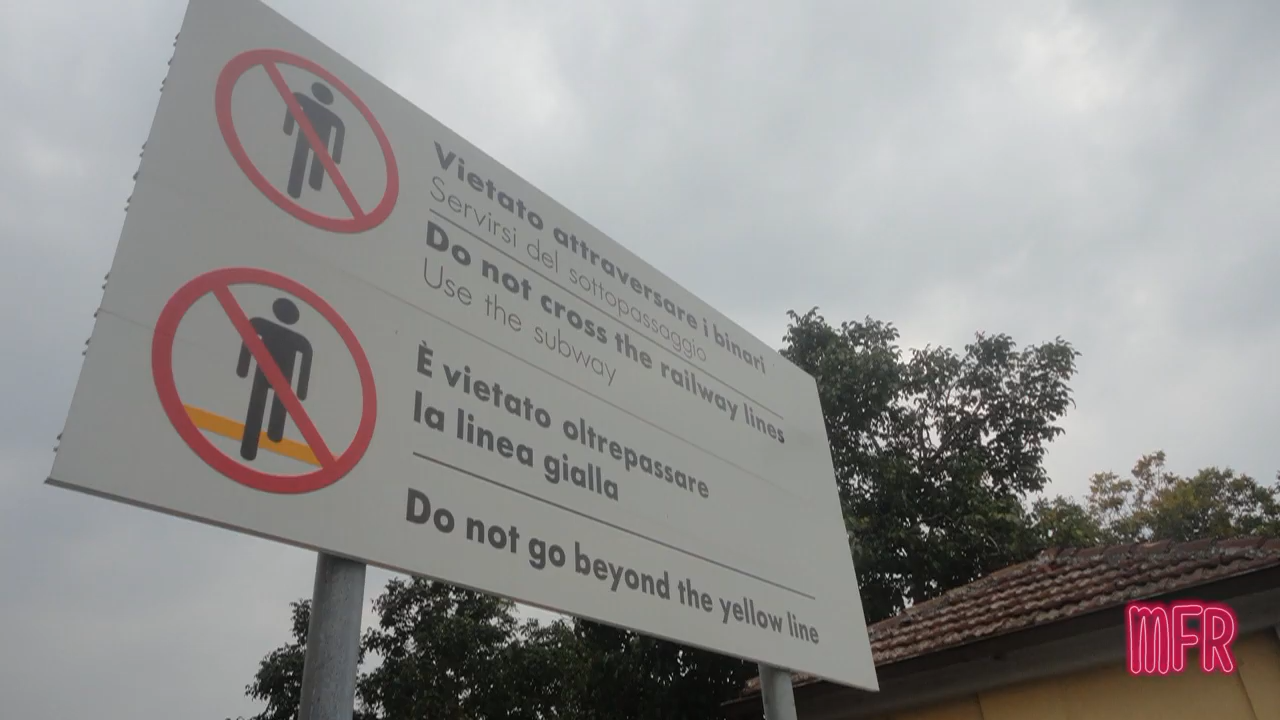 Vietato attraversare i binari
Servirsi del sottopassaggio
Do not cross the railway lines
Use the subway
È vietato oltrepassare
la linea gialla
Do not go beyond the yellow line
MFR